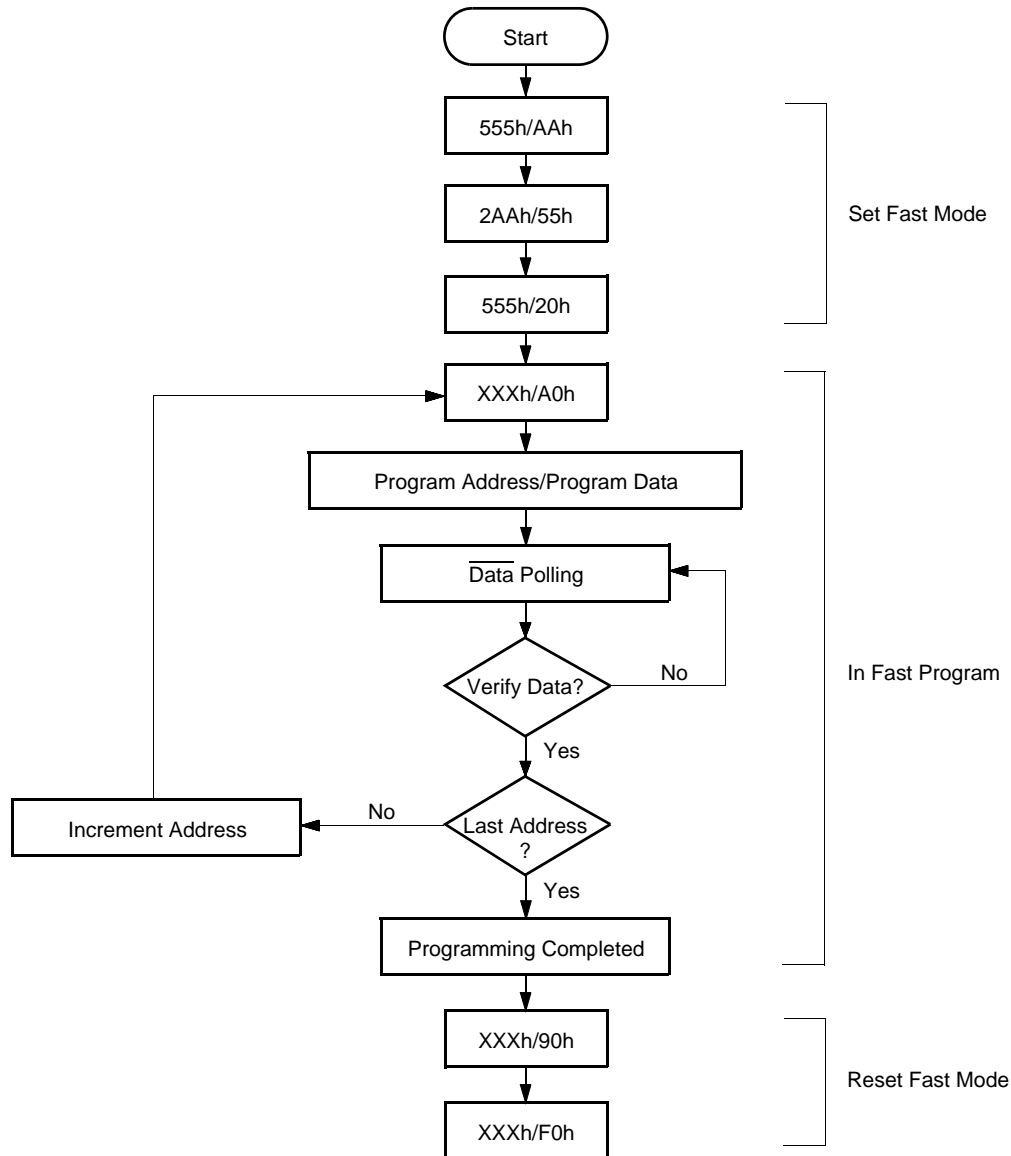 Start
555h/AAh
2AAh/55h
Set Fast Mode
555h/20h
XXXh/A0h
Program Address/Program Data
Data Polling
Verify Data?
No
In Fast Program
Yes
Increment Address
No
Last Address
?
Yes
Programming Completed
XXXh/90h
Reset Fast Mode
XXXh/F0h